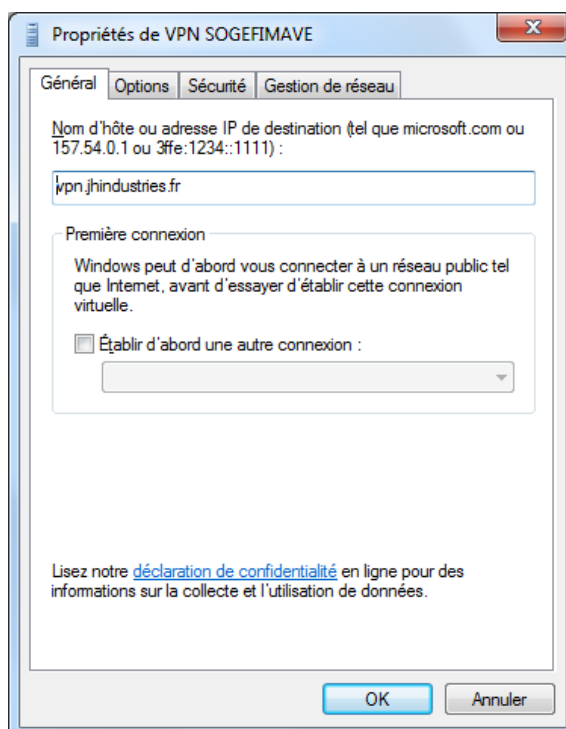 Propriétés de VPN SOGEFIMAVE
Général
Options
Sécurité
Gestion de réseau
Nom d'hôte ou adresse IP de destination (tel que microsoft.com ou
157.54.0.1 ou 3ffe:1234::1111) :
vpn.jhindustries.fr
Première connexion
Windows peut d'abord vous connecter à un réseau public tel
que Internet, avant d'essayer d'établir cette connexion
virtuelle.
Établir d'abord une autre connexion :
Lisez notre déclaration de confidentialité en ligne pour des
informations sur la collecte et l'utilisation de données.
OK
Annuler